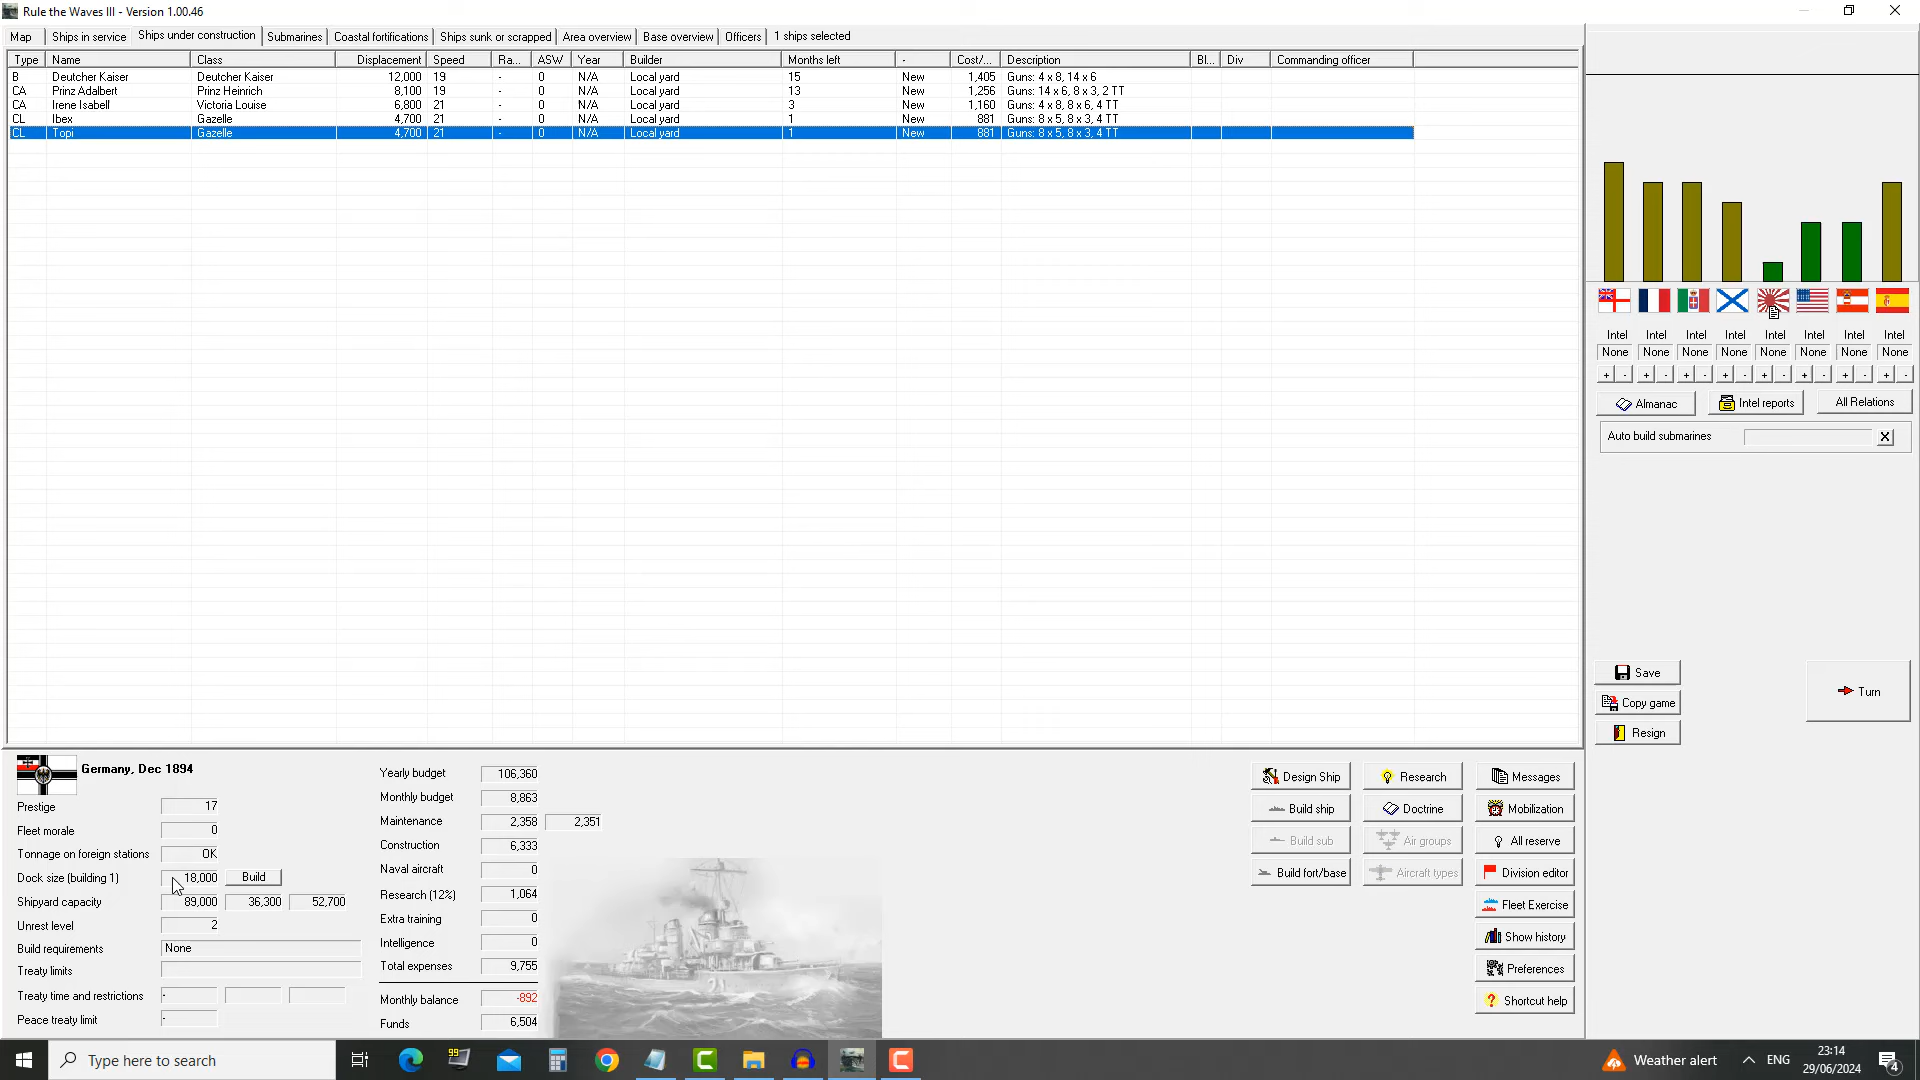 Rule the Waves III - Version 1.00.46
Map Ships in service Ships under construction Submarines Coastal fortifications Ships sunk or scrapped Area overview Base overview Officers 1 ships selected
Type Name Class Displacement Speed Ra... ASW Year Builder Months left - Cost/... Description Bl... Div Commanding officer
B Deutcher Kaiser Deutcher Kaiser 12,000 19 - 0 N/A Local yard 15 New 1,405 Guns: 4 x 8, 14 x 6
CA Prinz Adalbert Prinz Heinrich 8,100 19 - 0 N/A Local yard 13 New 1,256 Guns: 14 x 6, 8 x 3, 2 TT
CA Irene Isabell Victoria Louise 6,800 21 - 0 N/A Local yard 3 New 1,160 Guns: 4 x 8, 8 x 6, 4 TT
CL Ibex Gazelle 4,700 21 - 0 N/A Local yard 1 New 881 Guns: 8 x 5, 8 x 3, 4 TT
CL Topi Gazelle 4,700 21 - 0 N/A Local yard 1 New 881 Guns: 8 x 5, 8 x 3, 4 TT
Intel Intel Intel Intel Intel Intel Intel Intel
None None None None None None None None
+ - + - + - + - + - + - + - + -
Almanac Intel reports All Relations
Auto build submarines X
Save
Copy game
Resign
Turn
Germany, Dec 1894
Prestige 17
Fleet morale 0
Tonnage on foreign stations OK
Dock size (building 1) 18,000 Build
Shipyard capacity 89,000 36,300 52,700
Unrest level 2
Build requirements None
Treaty limits
Treaty time and restrictions -
Peace treaty limit -
Yearly budget 106,360
Monthly budget 8,863
Maintenance 2,358 2,351
Construction 6,333
Naval aircraft 0
Research (12%) 1,064
Extra training 0
Intelligence 0
Total expenses 9,755
Monthly balance -892
Funds 6,504
Design Ship Research Messages
Build ship Doctrine Mobilization
Build sub Air groups All reserve
Build fort/base Aircraft types Division editor
Fleet Exercise
Show history
Preferences
? Shortcut help
Type here to search
99
Weather alert ENG
23:14
29/06/2024
4